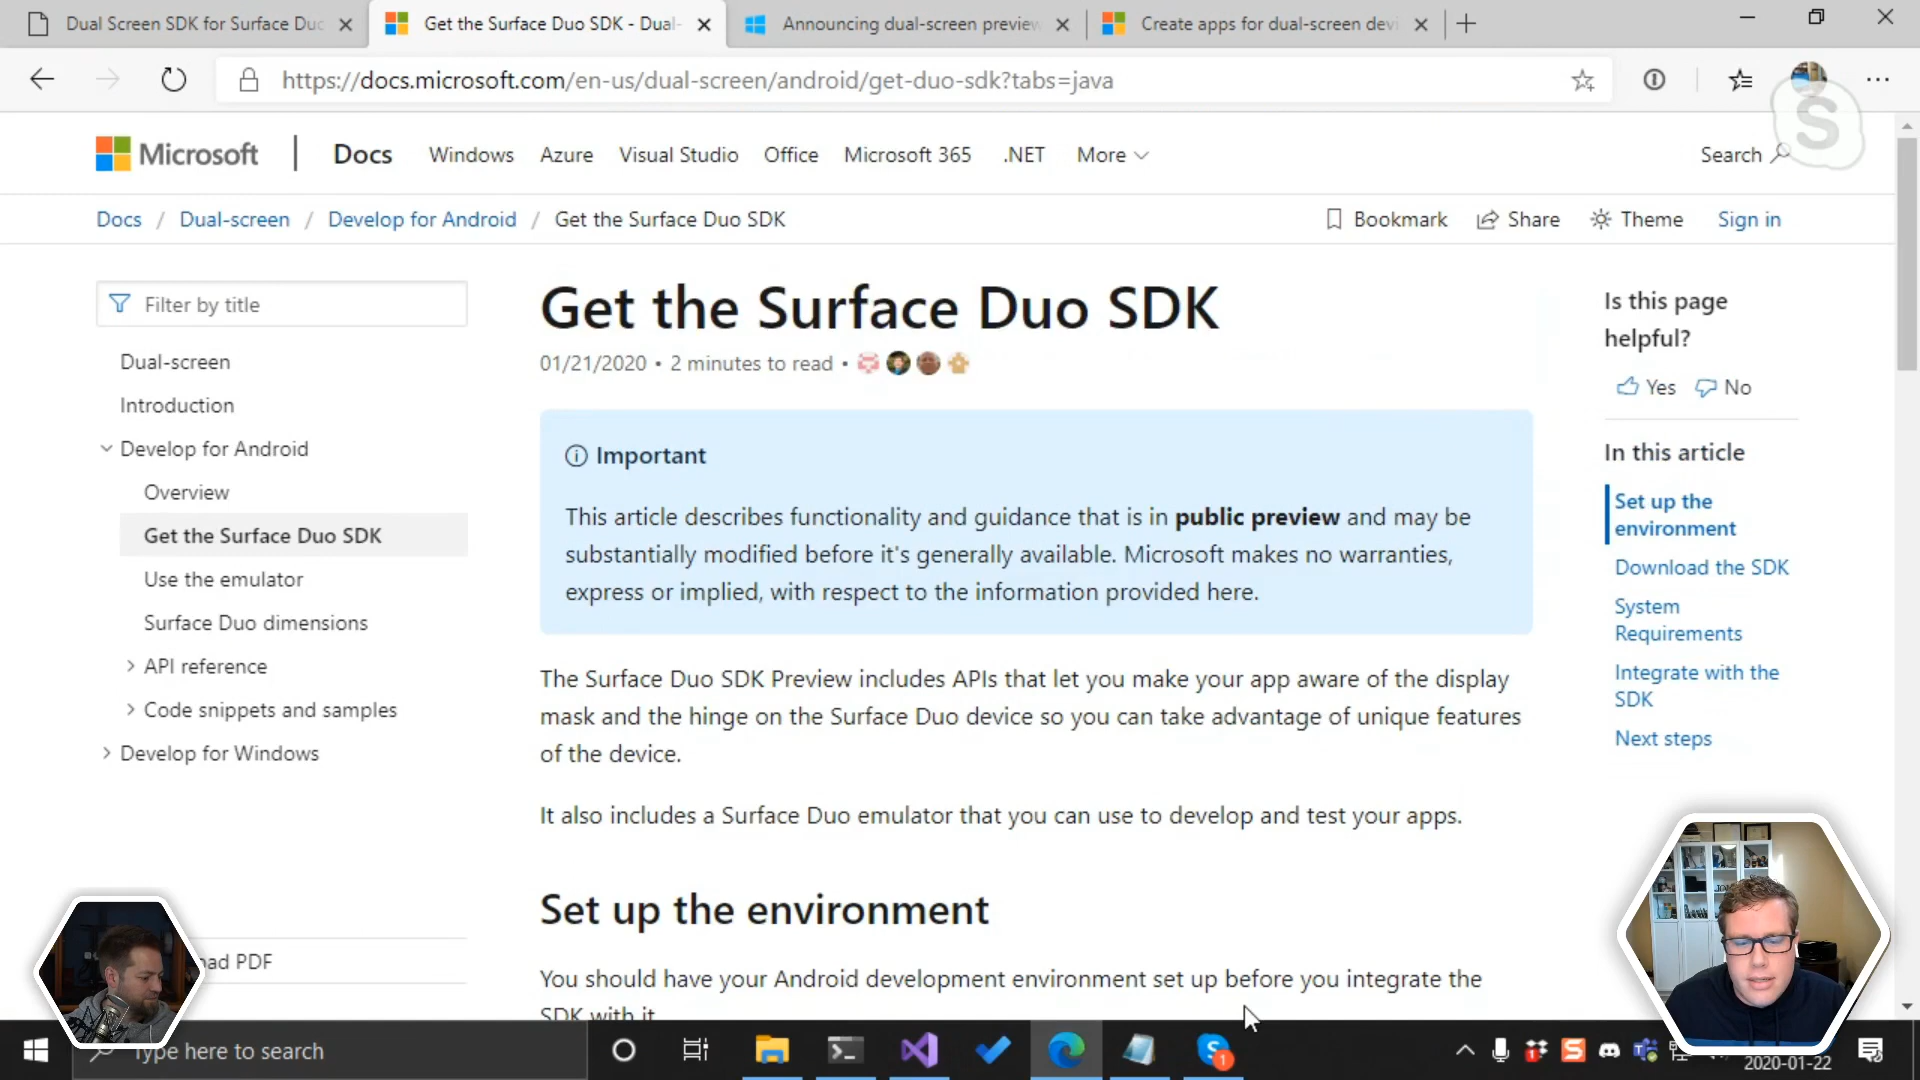 Dual Screen SDK for Surface Duo
Get the Surface Duo SDK - Dual-
Announcing dual-screen preview
Create apps for dual-screen devi
https://docs.microsoft.com/en-us/dual-screen/android/get-duo-sdk?tabs=java
Microsoft
Docs
Windows
Azure
Visual Studio
Office
Microsoft 365
.NET
More
Search
Docs / Dual-screen / Develop for Android / Get the Surface Duo SDK
Bookmark
Share
Theme
Sign in
Filter by title
Dual-screen
Introduction
Develop for Android
Overview
Get the Surface Duo SDK
Use the emulator
Surface Duo dimensions
API reference
Code snippets and samples
Develop for Windows
oad PDF
Get the Surface Duo SDK
01/21/2020 • 2 minutes to read •
Important
This article describes functionality and guidance that is in public preview and may be
substantially modified before it's generally available. Microsoft makes no warranties,
express or implied, with respect to the information provided here.
The Surface Duo SDK Preview includes APIs that let you make your app aware of the display
mask and the hinge on the Surface Duo device so you can take advantage of unique features
of the device.
It also includes a Surface Duo emulator that you can use to develop and test your apps.
Set up the environment
You should have your Android development environment set up before you integrate the
SDK with it.
Is this page
helpful?
Yes
No
In this article
Set up the
environment
Download the SDK
System
Requirements
Integrate with the
SDK
Next steps
Type here to search
1
2020-01-22